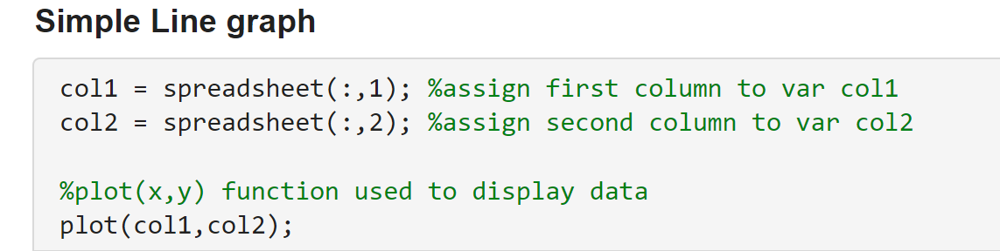 Simple Line graph
col1 = spreadsheet(:,1); %assign first column to var col1
col2 = spreadsheet(:,2); %assign second column to var col2
%plot(x,y) function used to display data
plot(col1,col2);